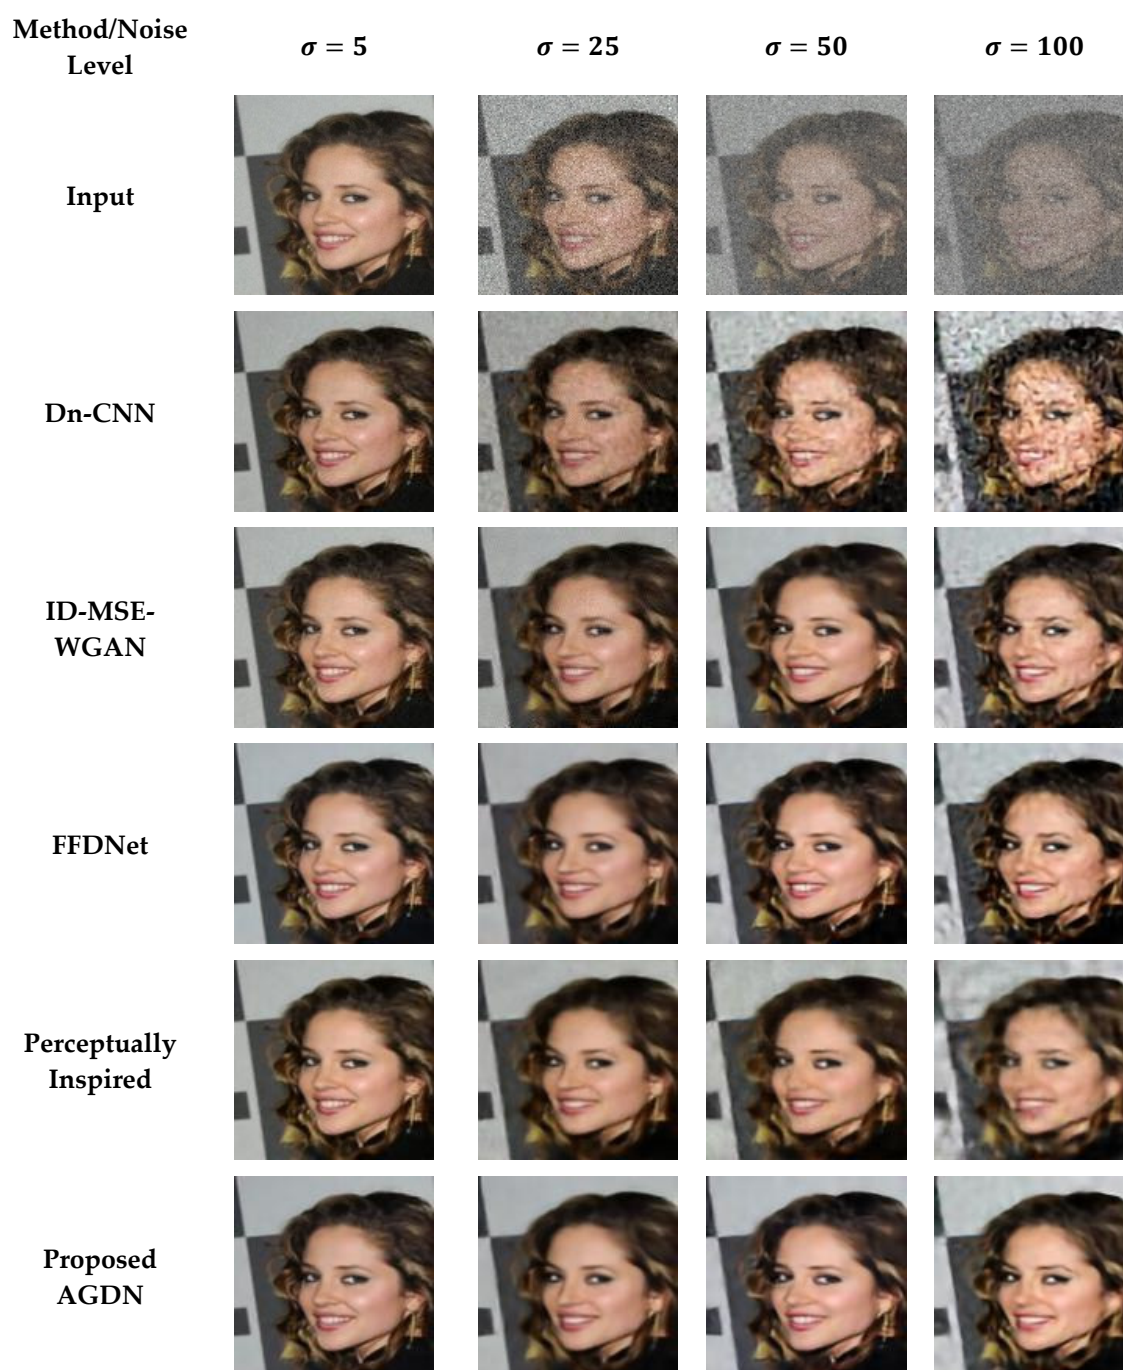 Method/Noise
Level
σ = 5
σ = 25
σ = 50
σ = 100
Input
Dn-CNN
ID-MSE-
WGAN
FFDNet
Perceptually
Inspired
Proposed
AGDN